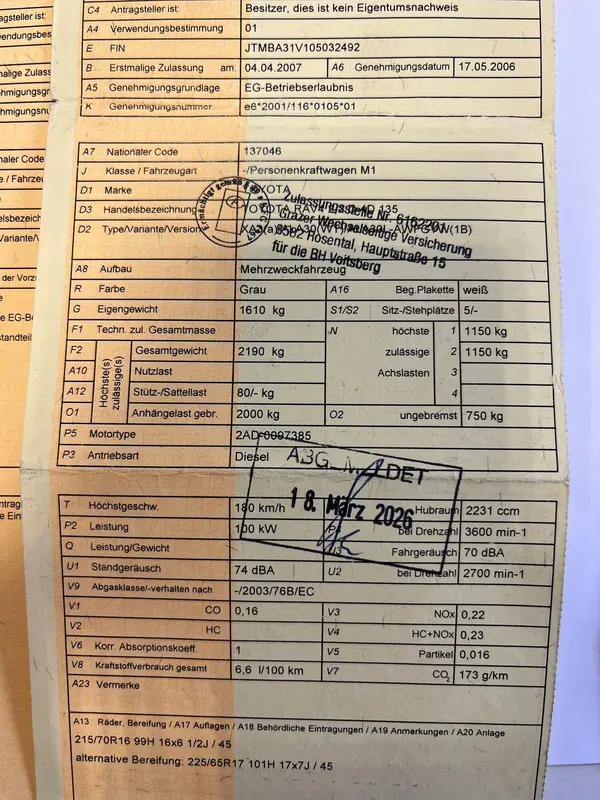 C4 Antragsteller ist: Besitzer, dies ist kein Eigentumsnachweis
A4 Verwendungsbestimmung 01
E FIN JTMBA31V105032492
B Erstmalige Zulassung am: 04.04.2007 A6 Genehmigungsdatum 17.05.2006
A5 Genehmigungsgrundlage EG-Betriebserlaubnis
K Genehmigungsnummer e6*2001/116*0105*01
A7 Nationaler Code 137046
J Klasse / Fahrzeugart -/Personenkraftwagen M1
D1 Marke TOYOTA
D3 Handelsbezeichnung TOYOTA RAV4 D-4D 135
D2 Type/Variante/Version
Zulassungsstelle Nr. 6162201
Grazer Wechselseitige Versicherung
8582 Rosental, Hauptstraße 15
für die BH Voitsberg
A8 Aufbau Mehrzweckfahrzeug
R Farbe Grau A16 Beg.Plakette weiß
G Eigengewicht 1610 kg S1/S2 Sitz-/Stehplätze 5/-
F1 Techn. zul. Gesamtmasse N höchste 1 1150 kg
Höchste(s) zulässige(s)
F2 Gesamtgewicht 2190 kg zulässige 2 1150 kg
A10 Nutzlast Achslasten 3
A12 Stütz-/Sattellast 80/- kg 4
O1 Anhängelast gebr. 2000 kg O2 ungebremst 750 kg
P5 Motortype 2AD-0097385
P3 Antriebsart Diesel
ABGEMELDET
18. März 2026
T Höchstgeschw. 180 km/h Hubraum 2231 ccm
P2 Leistung 100 kW bei Drehzahl 3600 min-1
Q Leistung/Gewicht Fahrgeräusch 70 dBA
U1 Standgeräusch 74 dBA U2 bei Drehzahl 2700 min-1
V9 Abgasklasse/-verhalten nach -/2003/76B/EC
V1 CO 0,16 V3 NOx 0,22
V2 HC V4 HC+NOx 0,23
V6 Korr. Absorptionskoeff. 1 V5 Partikel 0,016
V8 Kraftstoffverbrauch gesamt 6,6 l/100 km V7 CO2 173 g/km
A23 Vermerke
A13 Räder, Bereifung / A17 Auflagen / A18 Behördliche Eintragungen / A19 Anmerkungen / A20 Anlage
215/70R16 99H 16x6 1/2J / 45
alternative Bereifung: 225/65R17 101H 17x7J / 45